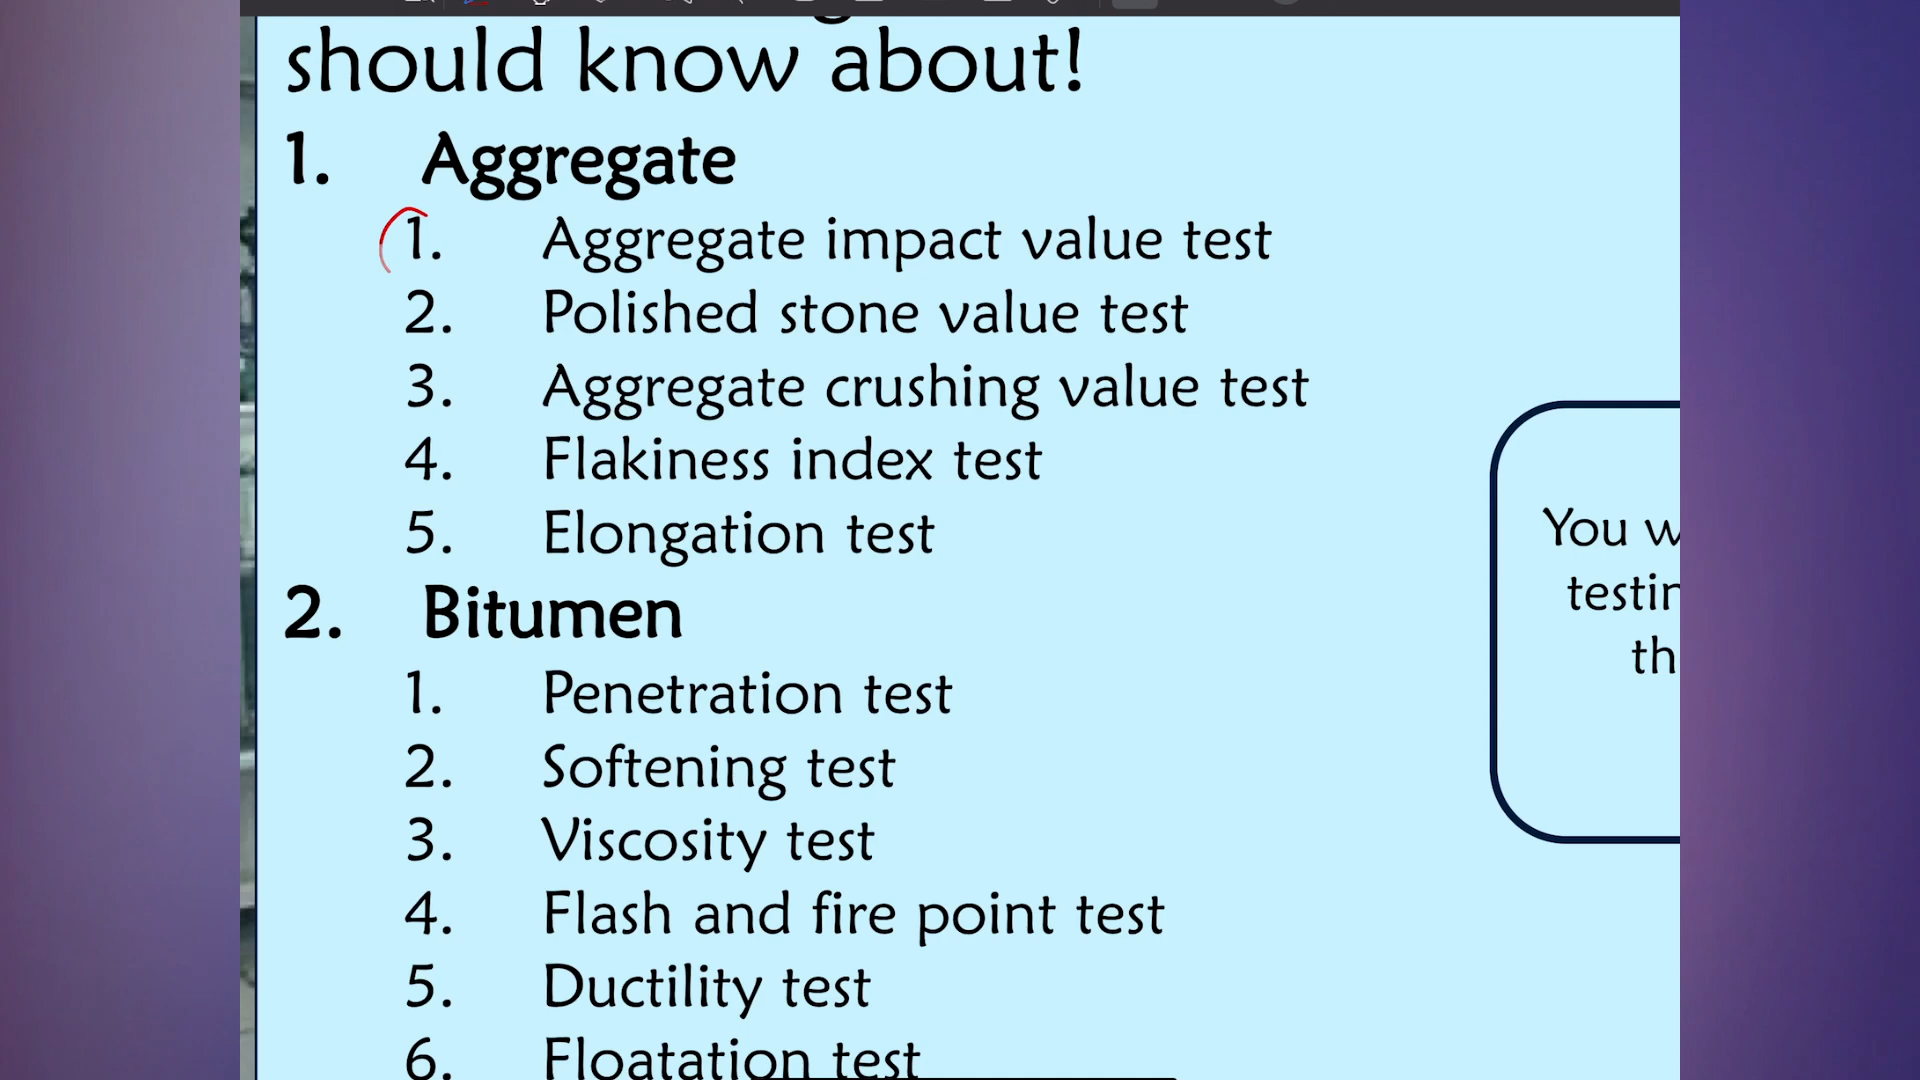 should know about!
1. Aggregate
1. Aggregate impact value test
2. Polished stone value test
3. Aggregate crushing value test
4. Flakiness index test
5. Elongation test
2. Bitumen
1. Penetration test
2. Softening test
3. Viscosity test
4. Flash and fire point test
5. Ductility test
6. Floatation test
You w
testin
th